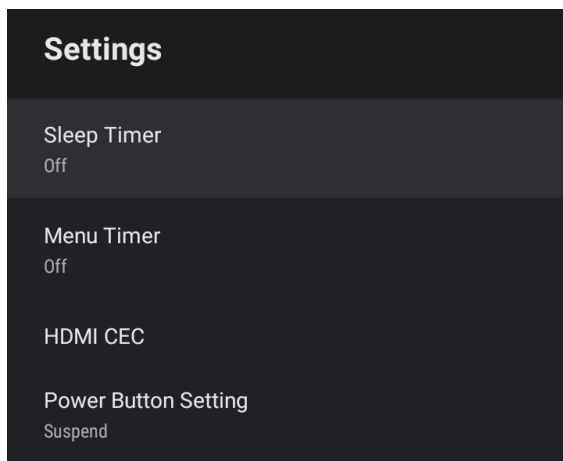 Settings
Sleep Timer
Off
Menu Timer
Off
HDMI CEC
Power Button Setting
Suspend